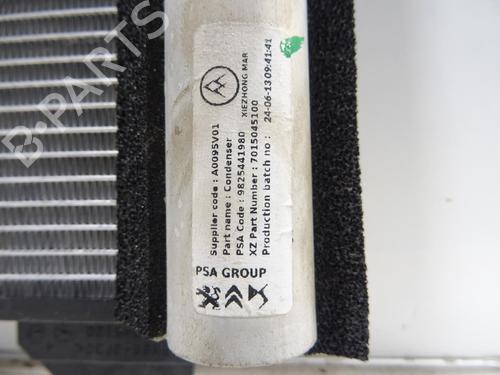 XIEZHONG MAR
Supplier code : A0095V01
Part name : Condenser
PSA Code : 9825441980
XZ Part Number : 7015045100
Production batch no : 24-06-13 09:41:41
PSA GROUP
B-PARTS